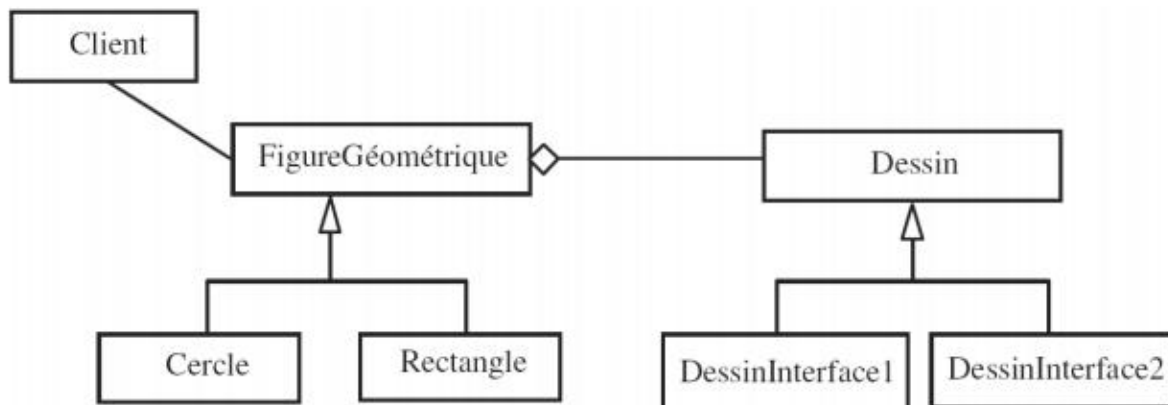 Client
FigureGéométrique
Dessin
Cercle
Rectangle
DessinInterface1
DessinInterface2